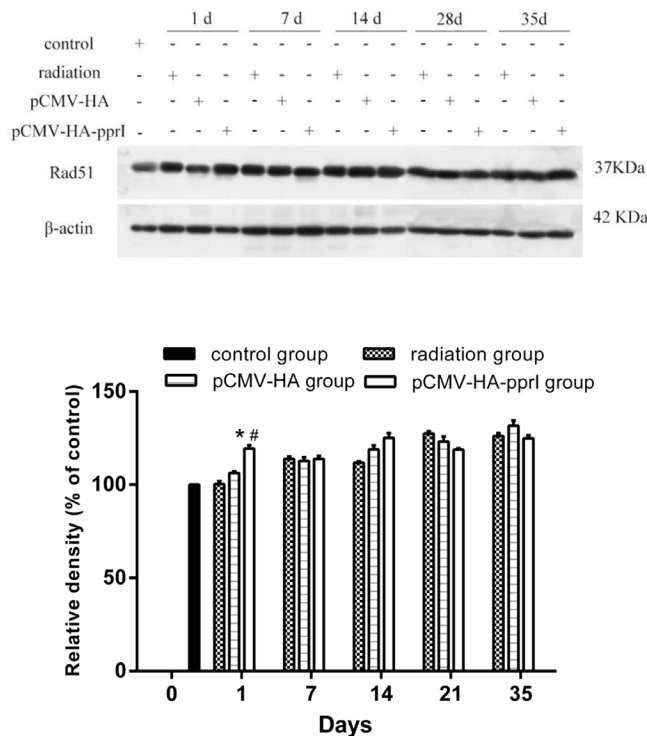 1 d 7 d 14 d 28d 35d
control + - - - - - - - - - - - - - - -
radiation - + - - + - - + - - + - - + - -
pCMV-HA - - + - - + - - + - - + - - + -
pCMV-HA-pprI - - - + - - + - - + - - + - - +
Rad51 37KDa
β-actin 42 KDa
control group radiation group
pCMV-HA group pCMV-HA-pprI group
Relative density (% of control)
150
100
50
0
* #
0 1 7 14 21 35
Days